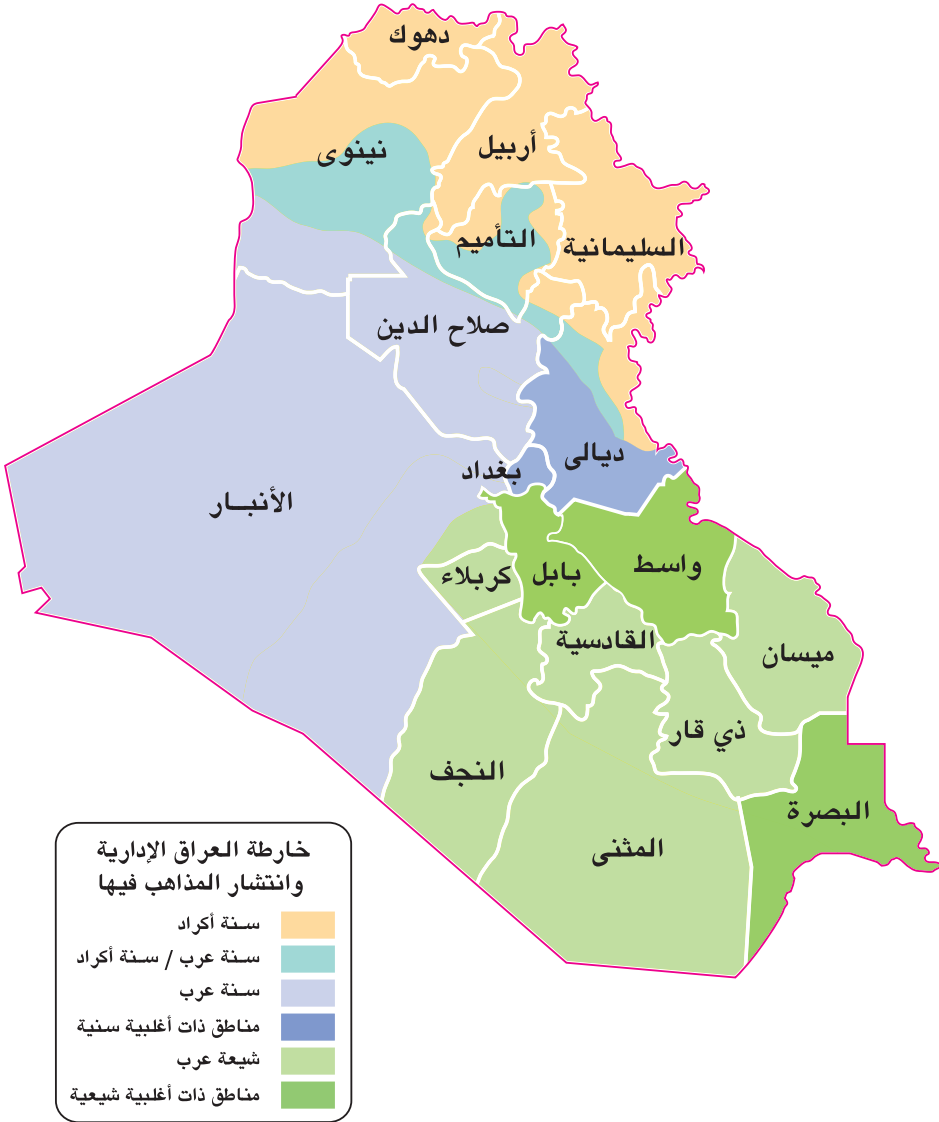 دهوك
أربيل
نينوى
التأميم
السليمانية
صلاح الدين
ديالى
بغداد
الأنبـار
واسط
بابل
كربلاء
القادسية
ميسان
ذي قار
النجف
البصرة
المثنى
خارطة العراق الإدارية
وانتشار المذاهب فيها
سـنة أكراد
سـنة عرب / سـنة أكراد
سـنة عرب
مناطق ذات أغلبية سنية
شيعة عرب
مناطق ذات أغلبية شيعية